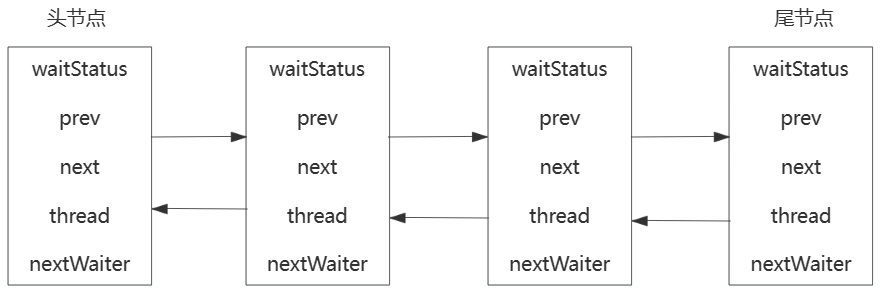 头节点
尾节点
waitStatus
prev
next
thread
nextWaiter
waitStatus
prev
next
thread
nextWaiter
waitStatus
prev
next
thread
nextWaiter
waitStatus
prev
next
thread
nextWaiter